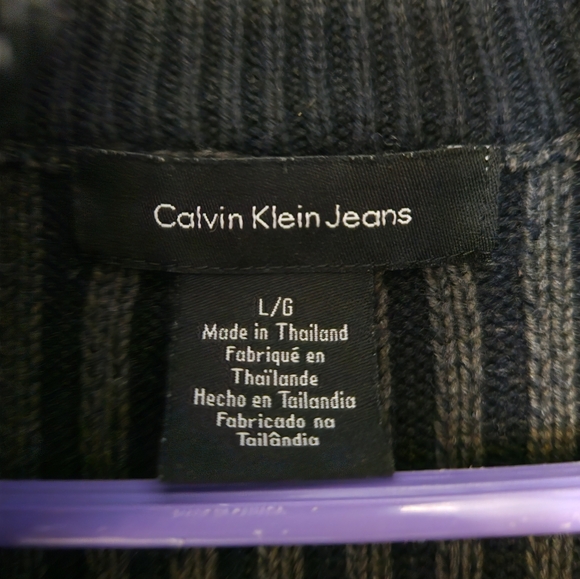 Calvin Klein Jeans
L/G
Made in Thailand
Fabriqué en
Thaïlande
Hecho en Tailandia
Fabricado na
Tailândia